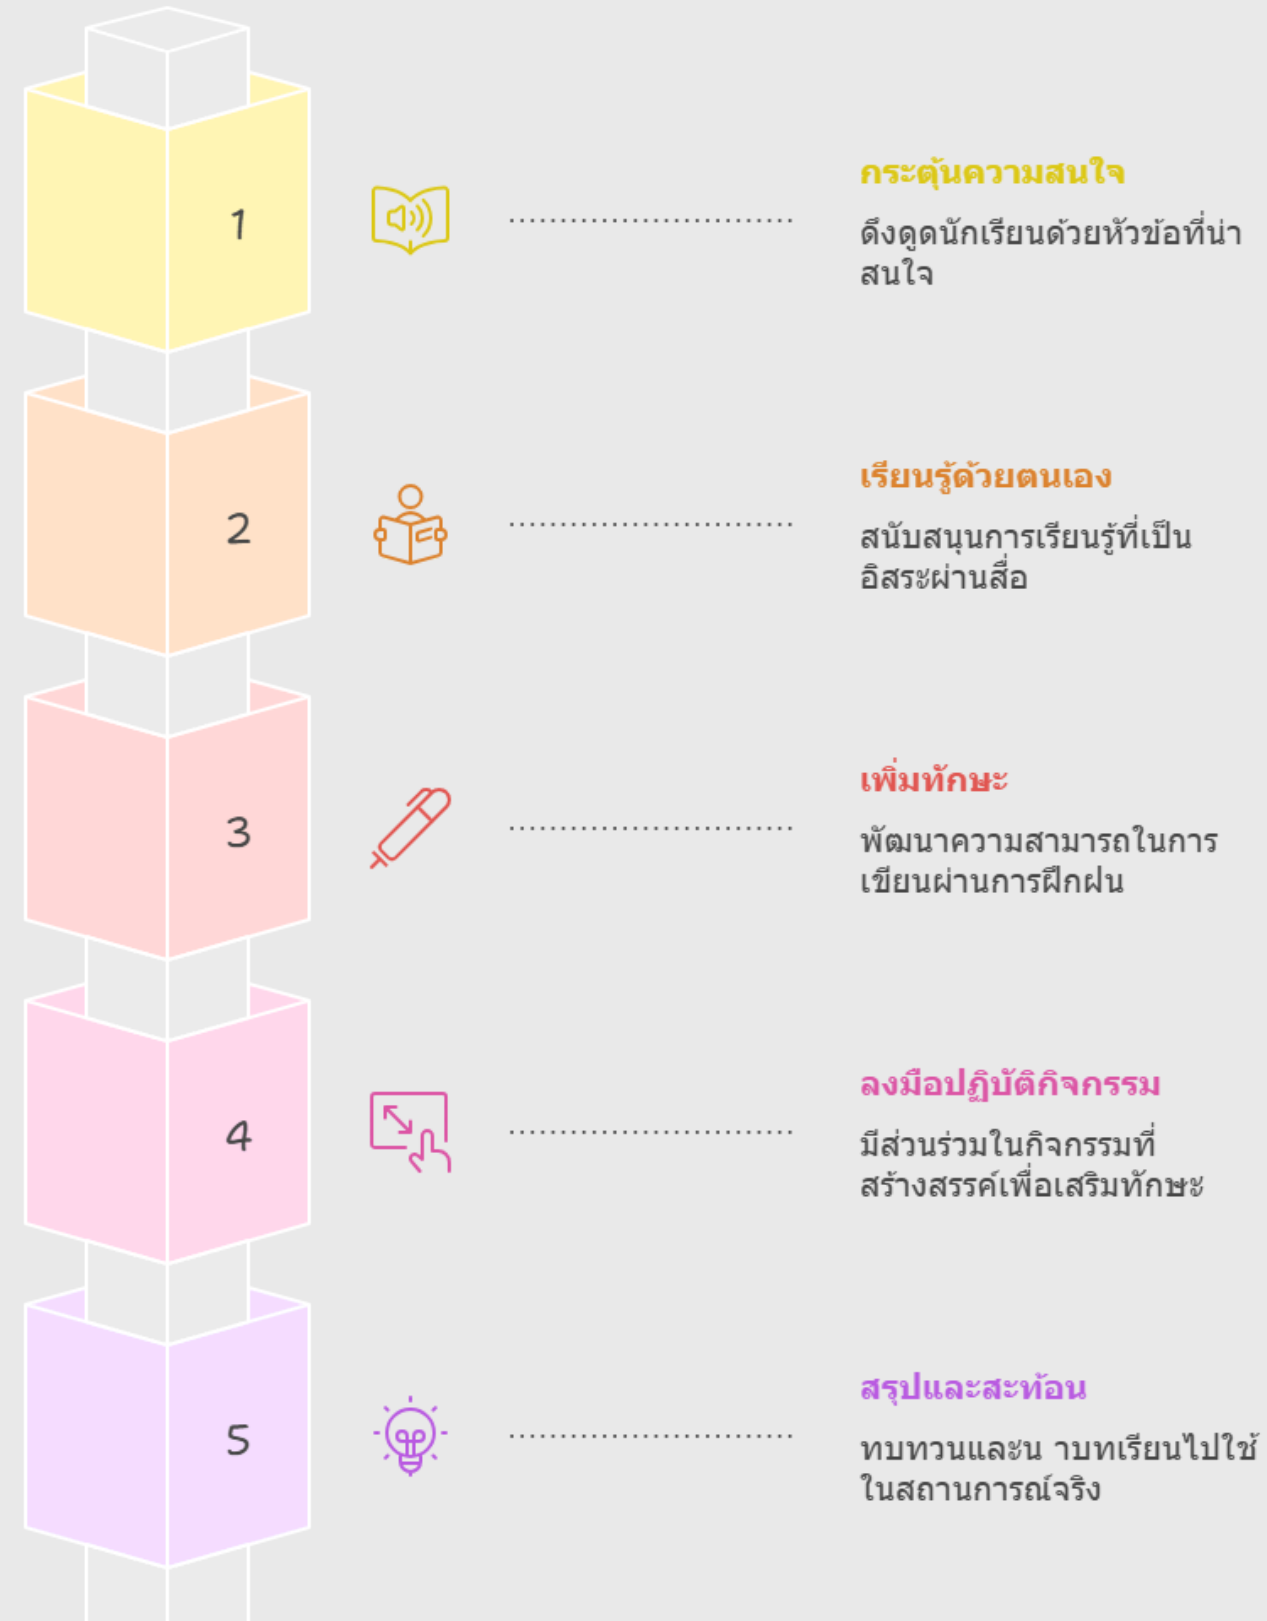 1
กระตุ้นความสนใจ
ดึงดูดนักเรียนด้วยหัวข้อที่น่า
สนใจ
2
เรียนรู้ด้วยตนเอง
สนับสนุนการเรียนรู้ที่เป็น
อิสระผ่านสื่อ
3
เพิ่มทักษะ
พัฒนาความสามารถในการ
เขียนผ่านการฝึกฝน
4
ลงมือปฏิบัติกิจกรรม
มีส่วนร่วมในกิจกรรมที่
สร้างสรรค์เพื่อเสริมทักษะ
5
สรุปและสะท้อน
ทบทวนและน าบทเรียนไปใช้
ในสถานการณ์จริง